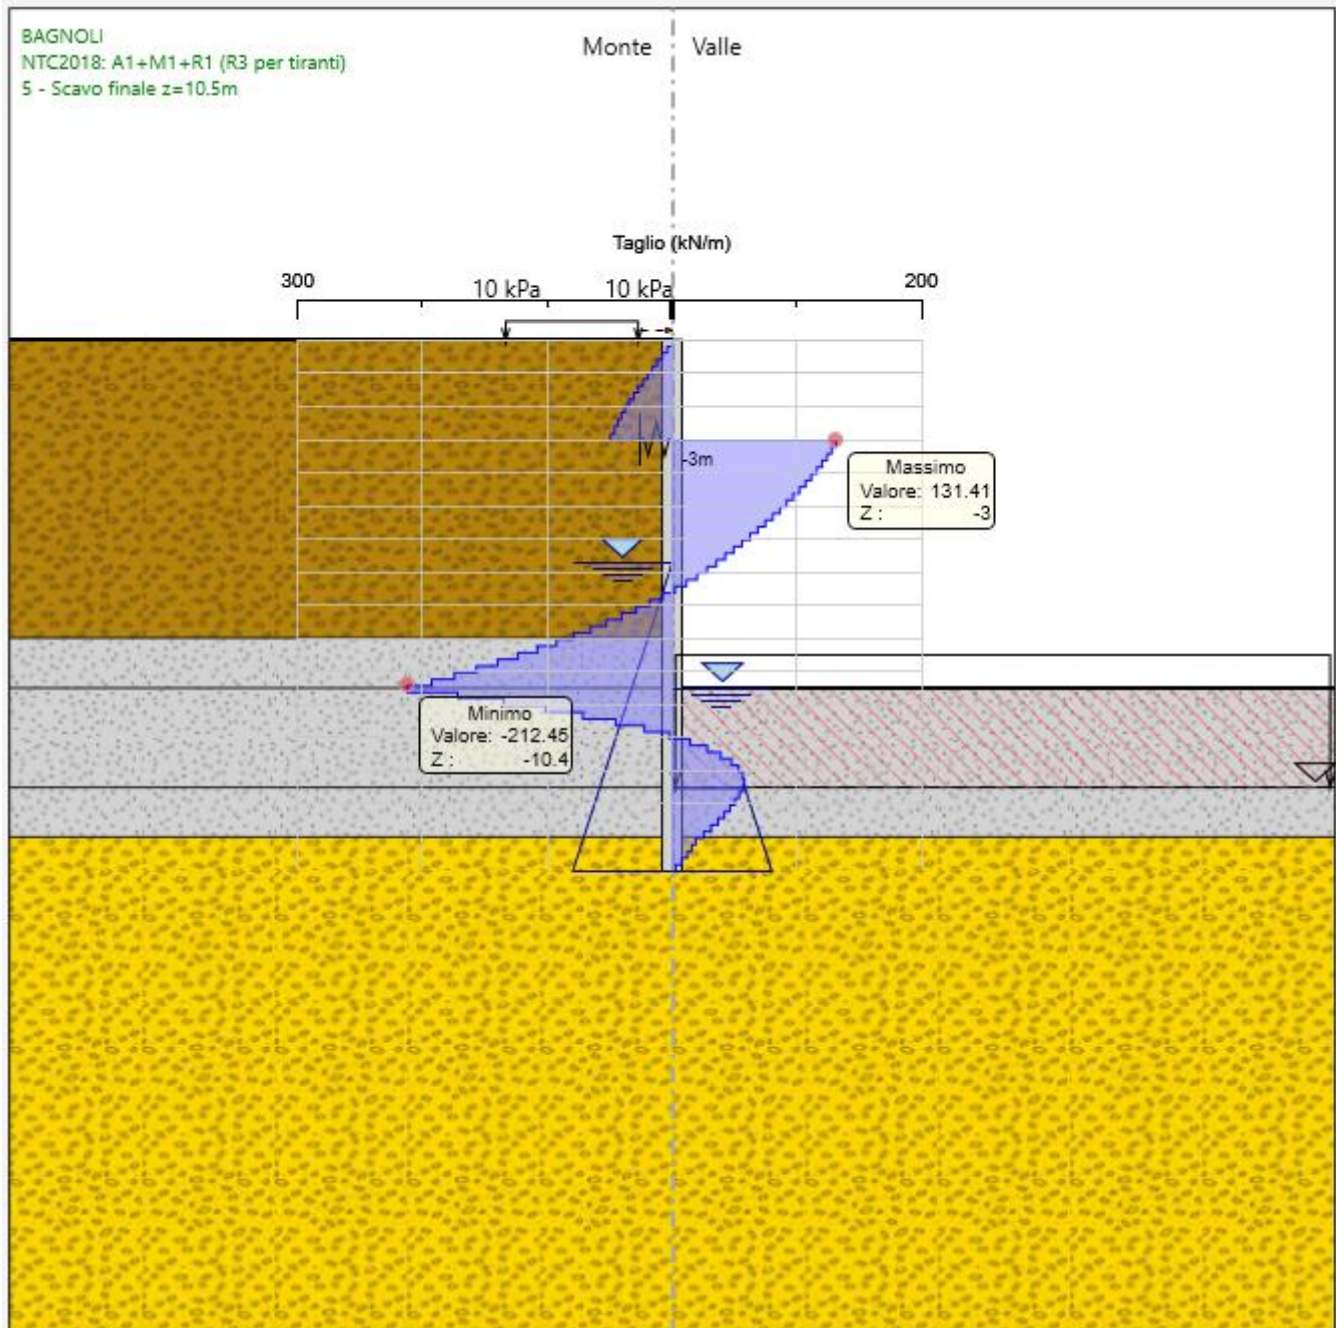 BAGNOLI
NTC2018: A1+M1+R1 (R3 per tiranti)
5 - Scavo finale z=10.5m
Monte
Valle
Taglio (kN/m)
300
200
10 kPa
10 kPa
-3m
Massimo
Valore: 131.41
Z : -3
Minimo
Valore: -212.45
Z : -10.4